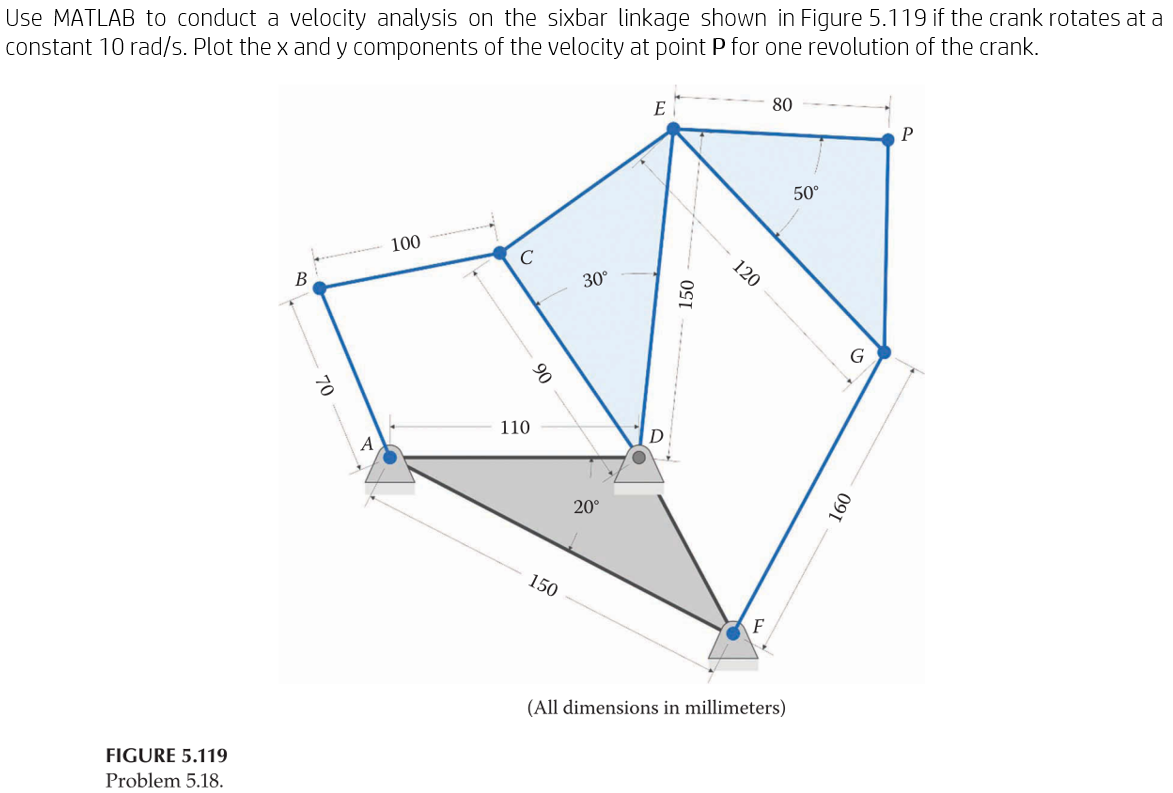 Use MATLAB to conduct a velocity analysis on the sixbar linkage shown in Figure 5.119 if the crank rotates at a
constant 10 rad/s. Plot the x and y components of the velocity at point P for one revolution of the crank.
80
E
P
50°
100
C
B
30°
120
150
G
90
70
110
A
D
20°
160
150
F
(All dimensions in millimeters)
FIGURE 5.119
Problem 5.18.